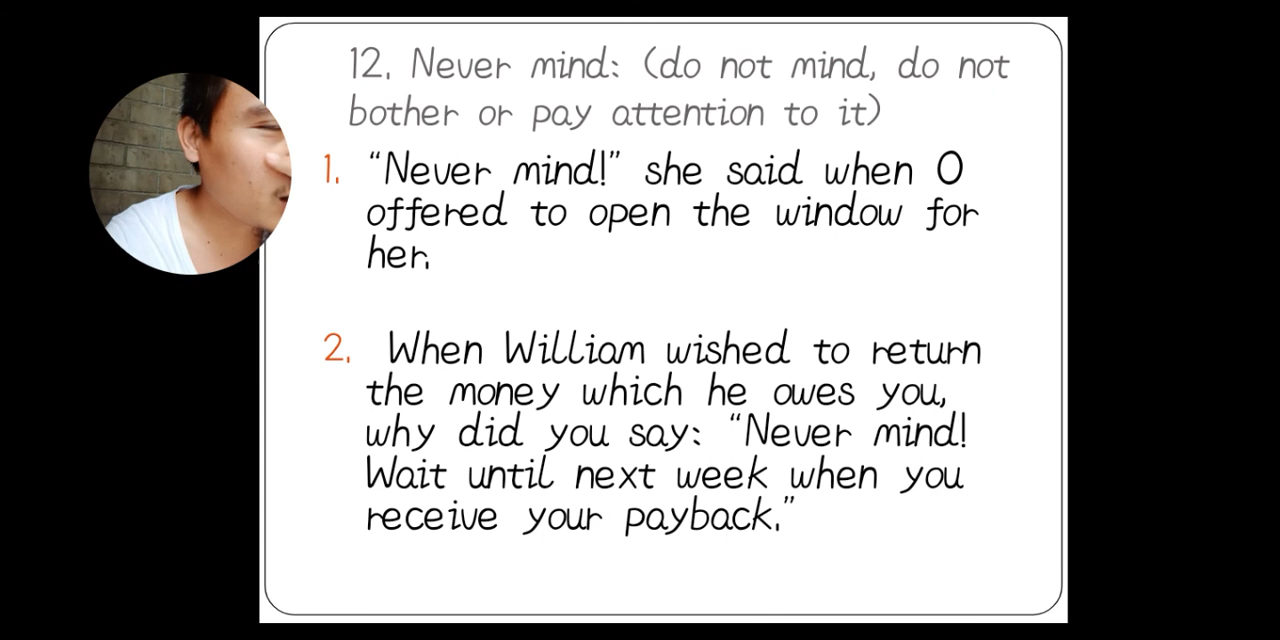 12. Never mind: (do not mind, do not
bother or pay attention to it)
1. “Never mind!” she said when O
offered to open the window for
her.
2. When William wished to return
the money which he owes you,
why did you say: “Never mind!
Wait until next week when you
receive your payback.”